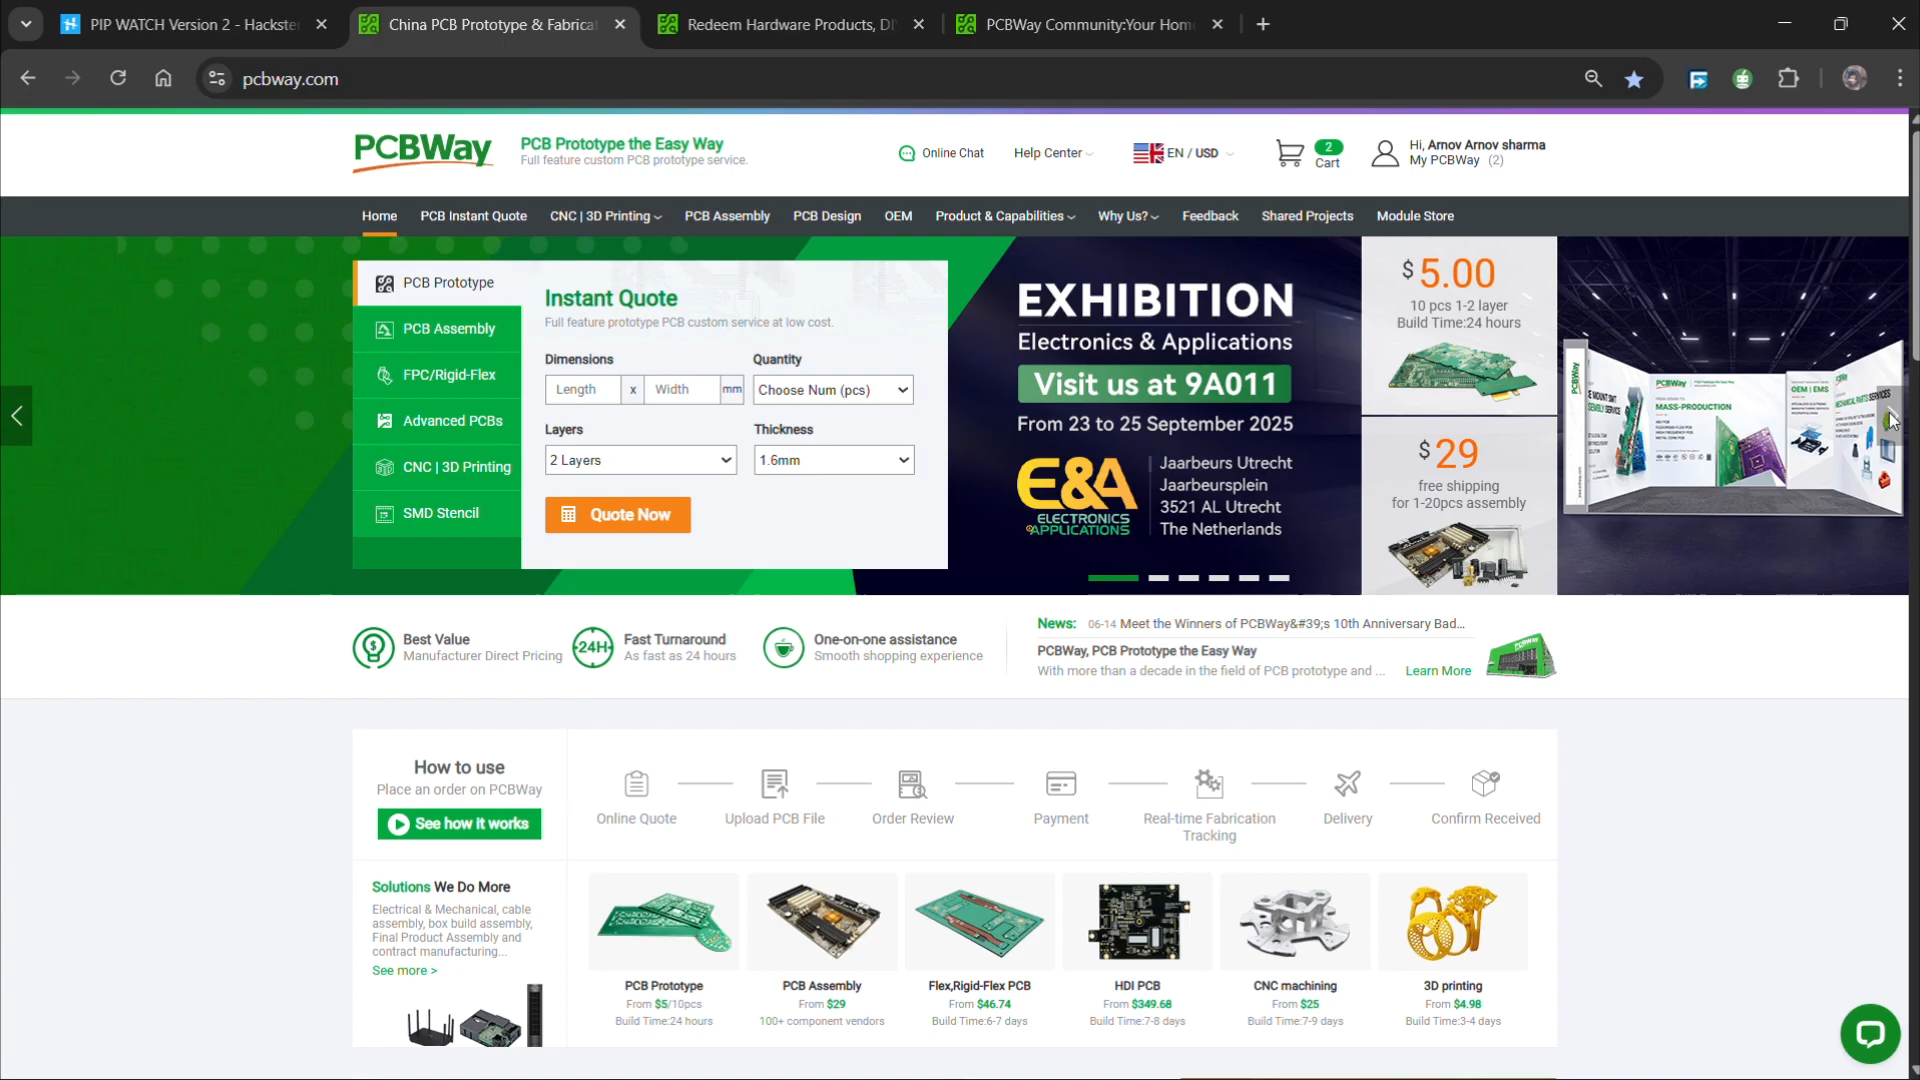 PIP WATCH Version 2 - Hackste
China PCB Prototype & Fabricat
Redeem Hardware Products, DI
PCBWay Community:Your Hom
pcbway.com
PCBWay
PCB Prototype the Easy Way
Full feature custom PCB prototype service.
Online Chat
Help Center
EN / USD
2
Cart
Hi, Arnov Arnov sharma
My PCBWay (2)
Home
PCB Instant Quote
CNC | 3D Printing
PCB Assembly
PCB Design
OEM
Product & Capabilities
Why Us?
Feedback
Shared Projects
Module Store
PCB Prototype
PCB Assembly
FPC/Rigid-Flex
Advanced PCBs
CNC | 3D Printing
SMD Stencil
Instant Quote
Full feature prototype PCB custom service at low cost.
Dimensions
Quantity
Length x Width mm
Choose Num (pcs)
Layers
Thickness
2 Layers
1.6mm
Quote Now
EXHIBITION
Electronics & Applications
Visit us at 9A011
From 23 to 25 September 2025
E&A
ELECTRONICS
&APPLICATIONS
Jaarbeurs Utrecht
Jaarbeursplein
3521 AL Utrecht
The Netherlands
$5.00
10 pcs 1-2 layer
Build Time:24 hours
$29
free shipping
for 1-20pcs assembly
PCBWay
MASS-PRODUCTION
OEM | EMS
Best Value
Manufacturer Direct Pricing
24H
Fast Turnaround
As fast as 24 hours
One-on-one assistance
Smooth shopping experience
News: 06-14 Meet the Winners of PCBWay&#39;s 10th Anniversary Bad...
PCBWay, PCB Prototype the Easy Way
With more than a decade in the field of PCB prototype and ...
Learn More
How to use
Place an order on PCBWay
See how it works
Online Quote
Upload PCB File
Order Review
Payment
Real-time Fabrication
Tracking
Delivery
Confirm Received
Solutions We Do More
Electrical & Mechanical, cable
assembly, box build assembly,
Final Product Assembly and
contract manufacturing...
See more >
PCB Prototype
From $5/10pcs
Build Time:24 hours
PCB Assembly
From $29
100+ component vendors
Flex,Rigid-Flex PCB
From $46.74
Build Time:6-7 days
HDI PCB
From $349.68
Build Time:7-8 days
CNC machining
From $25
Build Time:7-9 days
3D printing
From $4.98
Build Time:3-4 days